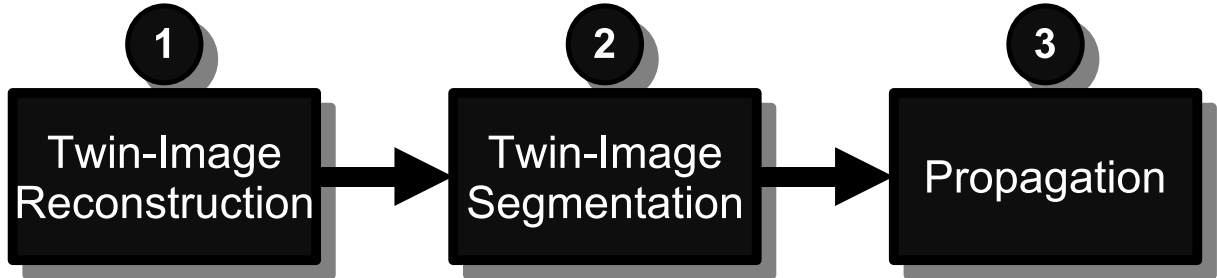 1
2
3
Twin-Image
Reconstruction
Twin-Image
Segmentation
Propagation